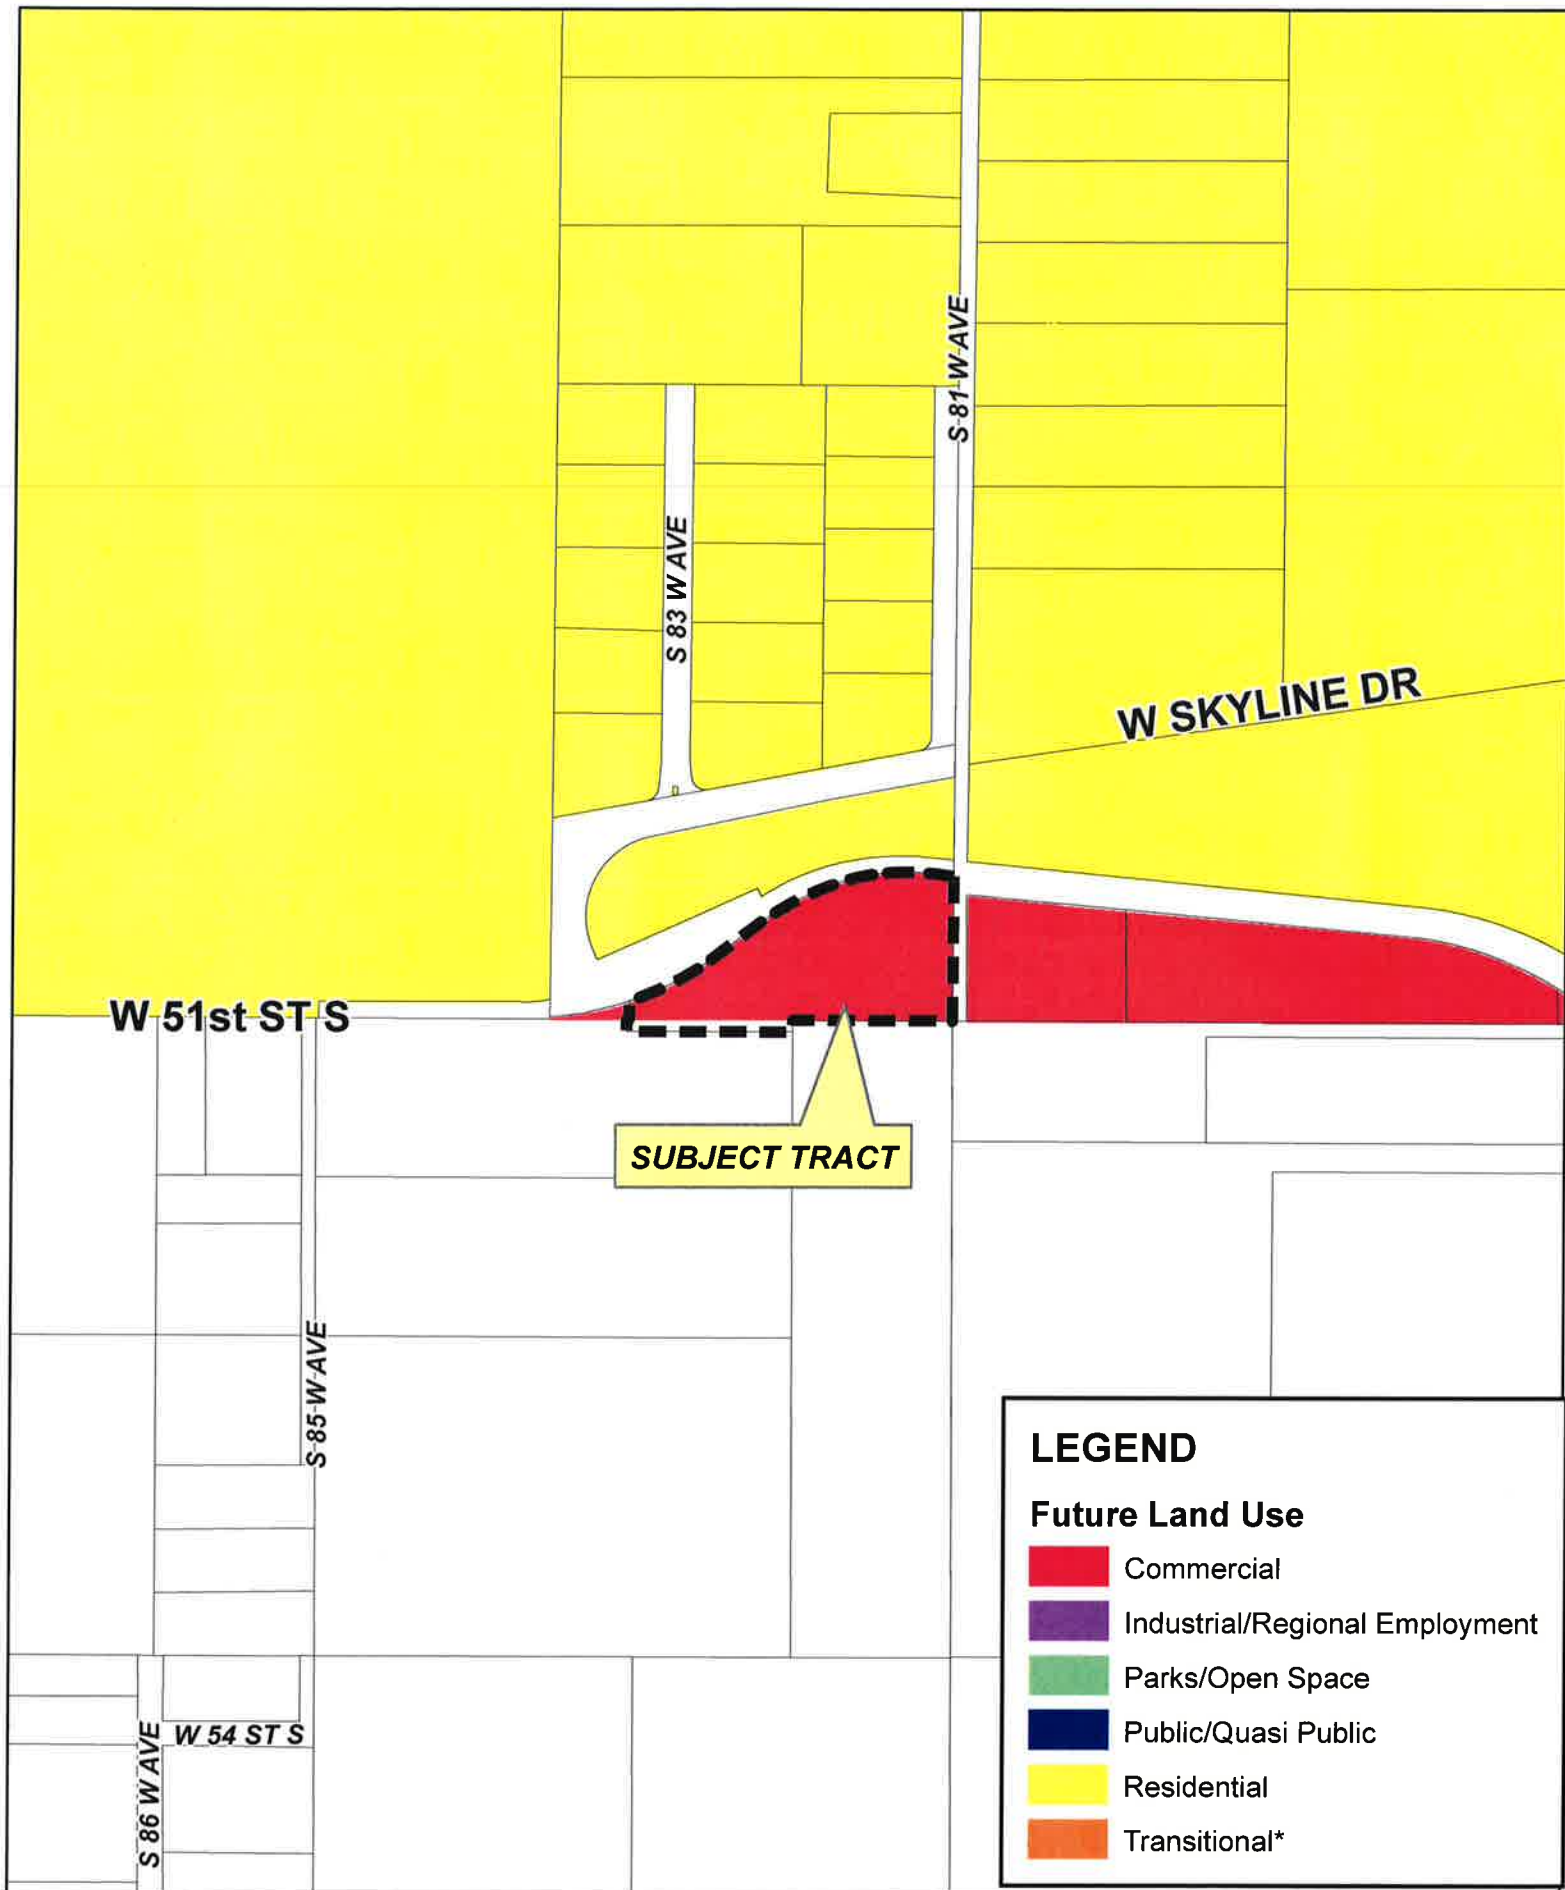 S 81 W AVE
S 83 W AVE
W SKYLINE DR
W 51st ST S
SUBJECT TRACT
S 85 W AVE
W 54 ST S
S 86 W AVE
LEGEND
Future Land Use
Commercial
Industrial/Regional Employment
Parks/Open Space
Public/Quasi Public
Residential
Transitional*